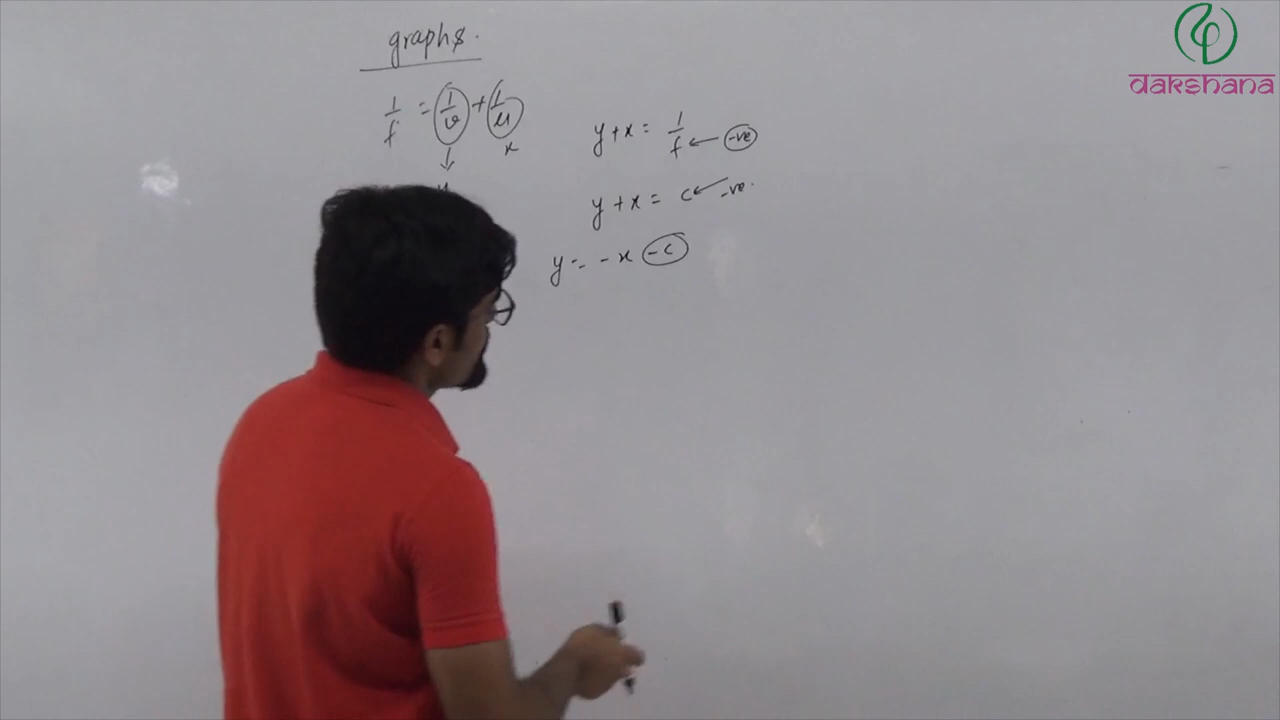 graphs.
1/f = 1/v + 1/u
x
y + x = 1/f ← -ve
y + x = c ← -ve.
y = - x - c
dakshana